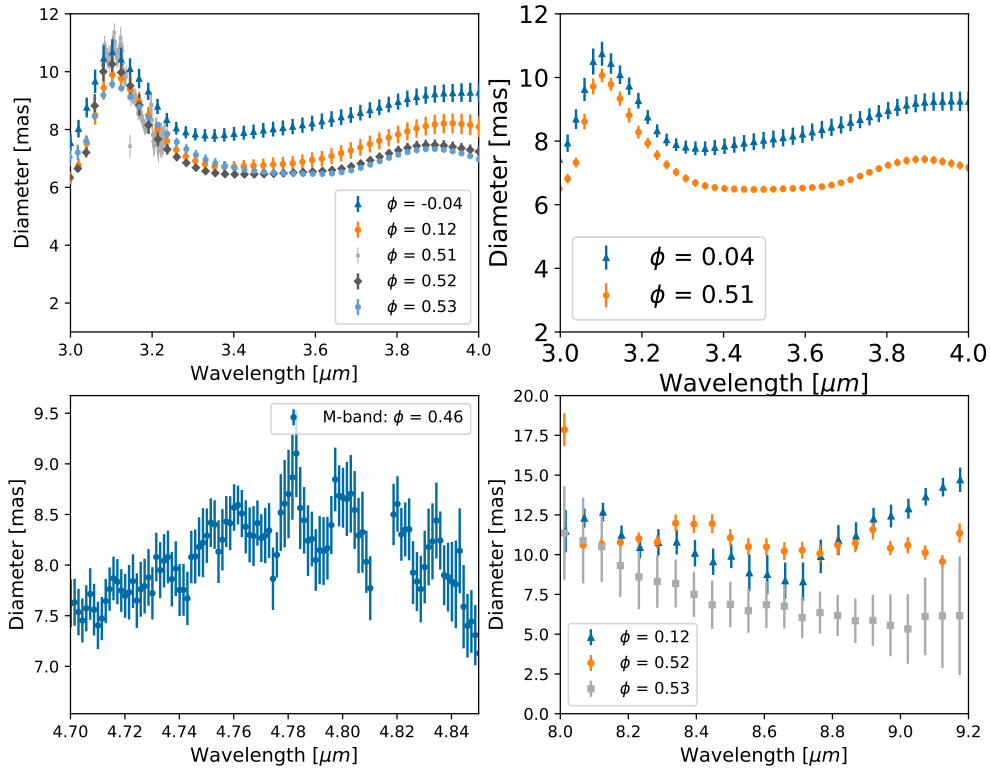 12
10
8
6
4
2
Diameter [mas]
ϕ = -0.04
ϕ = 0.12
ϕ = 0.51
ϕ = 0.52
ϕ = 0.53
3.0 3.2 3.4 3.6 3.8 4.0
Wavelength [μm]
12
10
8
6
4
2
Diameter [mas]
ϕ = 0.04
ϕ = 0.51
3.0 3.2 3.4 3.6 3.8 4.0
Wavelength [μm]
9.5
9.0
8.5
8.0
7.5
7.0
Diameter [mas]
M-band: ϕ = 0.46
4.70 4.72 4.74 4.76 4.78 4.80 4.82 4.84
Wavelength [μm]
20.0
17.5
15.0
12.5
10.0
7.5
5.0
2.5
0.0
Diameter [mas]
ϕ = 0.12
ϕ = 0.52
ϕ = 0.53
8.0 8.2 8.4 8.6 8.8 9.0 9.2
Wavelength [μm]